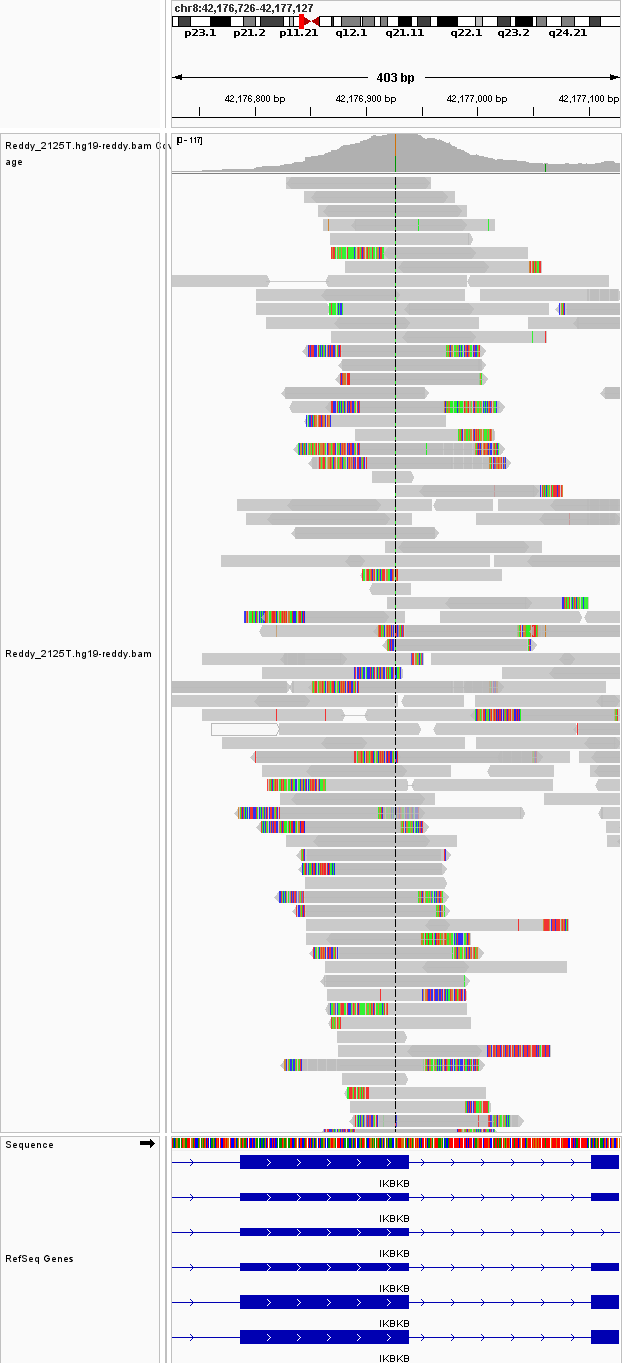 chr8:42,176,726-42,177,127
p23.1 p21.2 p11.21 q12.1 q21.11 q22.1 q23.2 q24.21
403 bp
42,176,800 bp 42,176,900 bp 42,177,000 bp 42,177,100 bp
[0 - 117]
Reddy_2125T.hg19-reddy.bam Cov
age
Reddy_2125T.hg19-reddy.bam
Sequence
IKBKB
IKBKB
IKBKB
RefSeq Genes
IKBKB
IKBKB
IKBKB